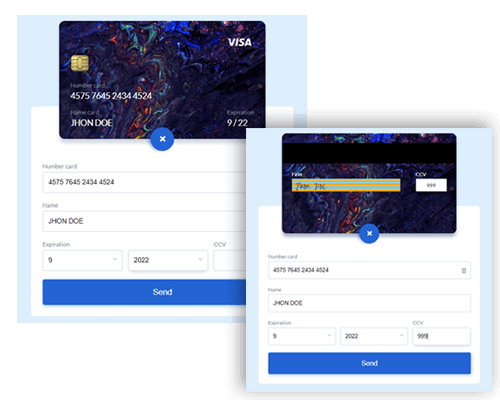 VISA
Number card
4575 7645 2434 4524
Name card Expiration
JHON DOE 9 / 22
×
Number card
4575 7645 2434 4524
Name
JHON DOE
Expiration CCV
9 2022
Send
Firm CCV
Jhon Doe 999
×
Number card
4575 7645 2434 4524
Name
JHON DOE
Expiration CCV
9 2022 999
Send